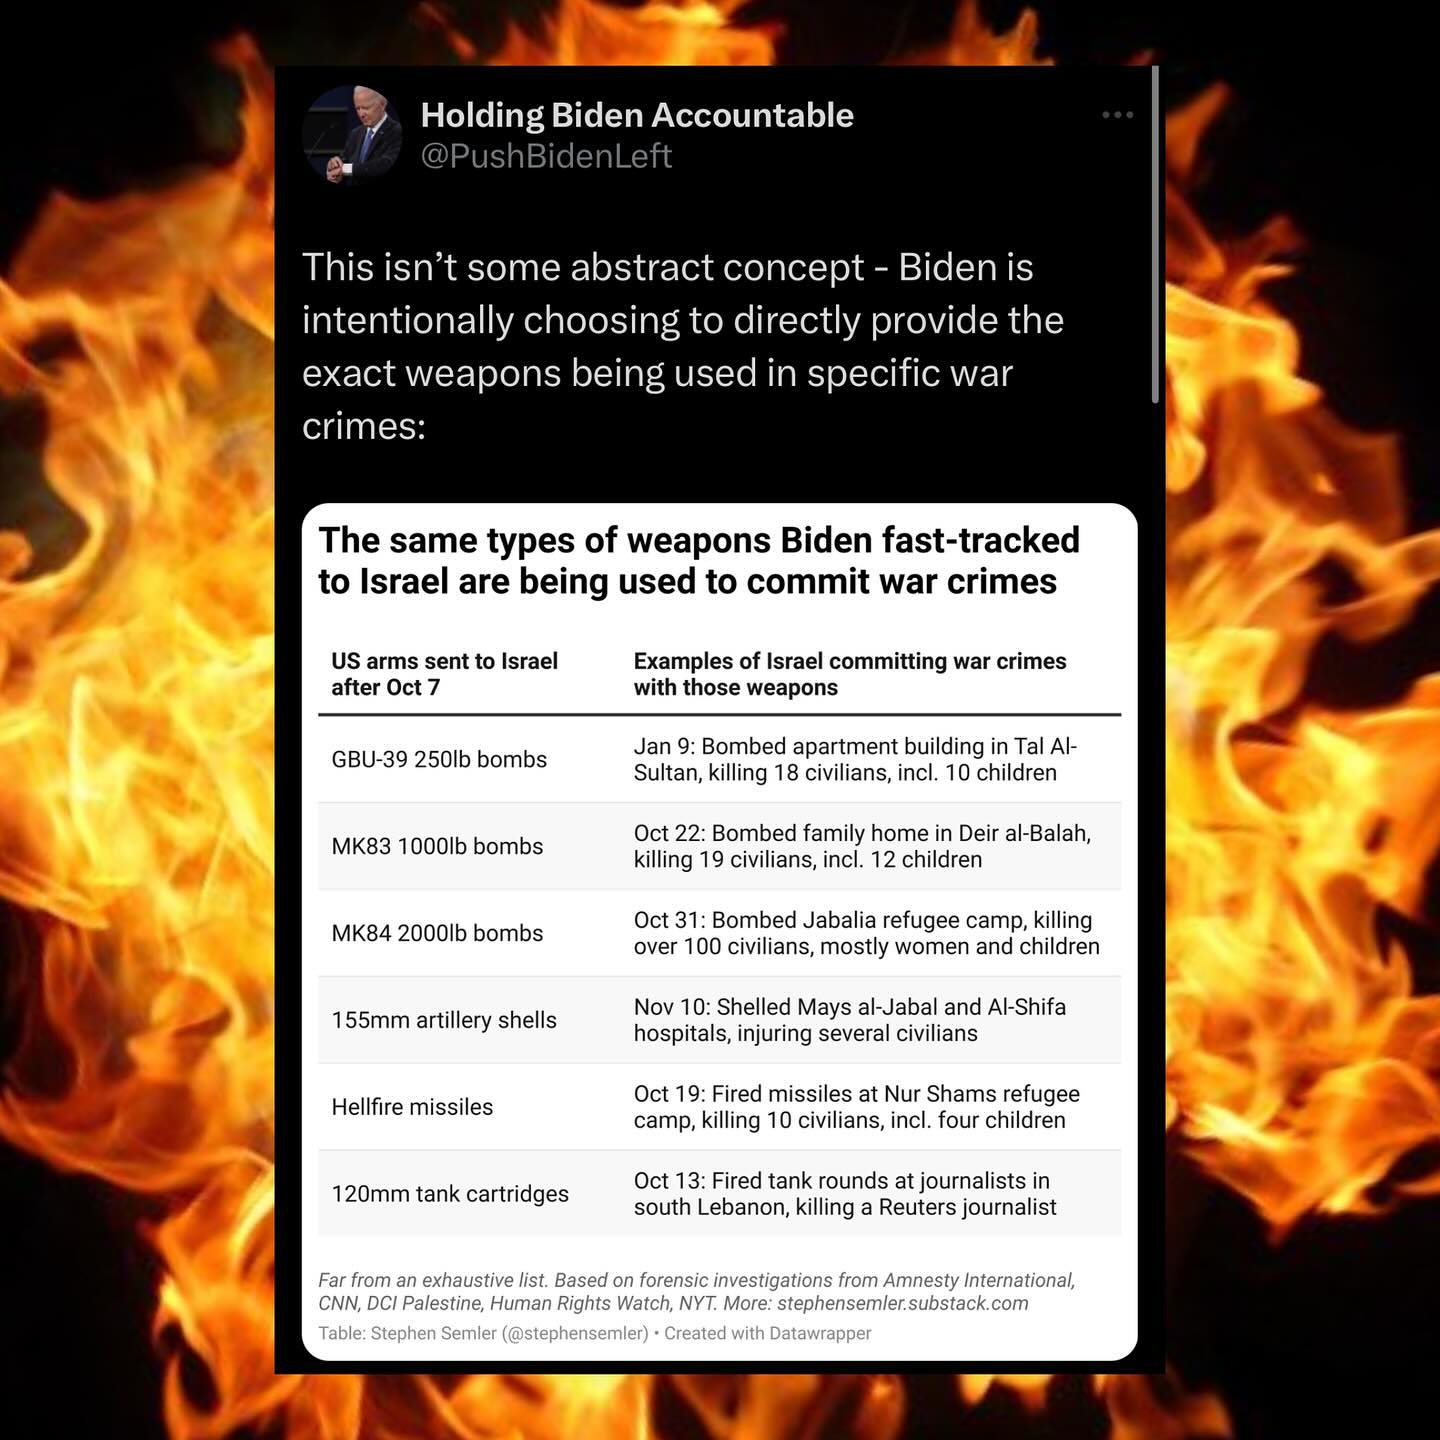 Holding Biden Accountable
@PushBidenLeft
This isn’t some abstract concept - Biden is
intentionally choosing to directly provide the
exact weapons being used in specific war
crimes:
The same types of weapons Biden fast-tracked
to Israel are being used to commit war crimes
US arms sent to Israel
after Oct 7
Examples of Israel committing war crimes
with those weapons
GBU-39 250lb bombs
Jan 9: Bombed apartment building in Tal Al-
Sultan, killing 18 civilians, incl. 10 children
MK83 1000lb bombs
Oct 22: Bombed family home in Deir al-Balah,
killing 19 civilians, incl. 12 children
MK84 2000lb bombs
Oct 31: Bombed Jabalia refugee camp, killing
over 100 civilians, mostly women and children
155mm artillery shells
Nov 10: Shelled Mays al-Jabal and Al-Shifa
hospitals, injuring several civilians
Hellfire missiles
Oct 19: Fired missiles at Nur Shams refugee
camp, killing 10 civilians, incl. four children
120mm tank cartridges
Oct 13: Fired tank rounds at journalists in
south Lebanon, killing a Reuters journalist
Far from an exhaustive list. Based on forensic investigations from Amnesty International,
CNN, DCI Palestine, Human Rights Watch, NYT. More: stephensemler.substack.com
Table: Stephen Semler (@stephensemler) • Created with Datawrapper